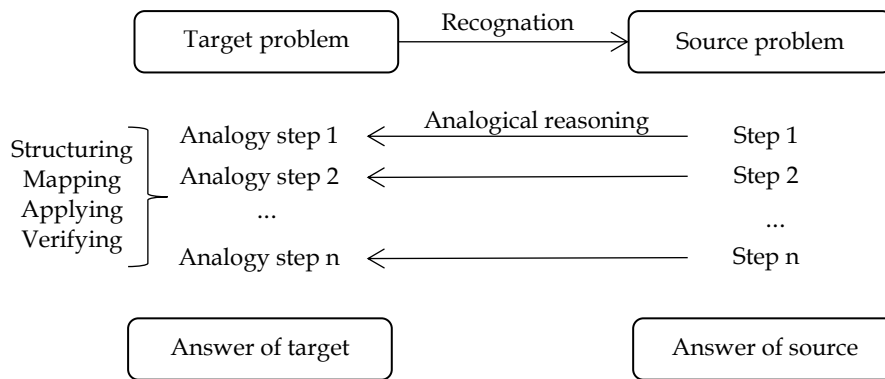 Target problem
Recognation
Source problem
Structuring
Mapping
Applying
Verifying
Analogy step 1
Analogical reasoning
Step 1
Analogy step 2
Step 2
...
...
Analogy step n
Step n
Answer of target
Answer of source